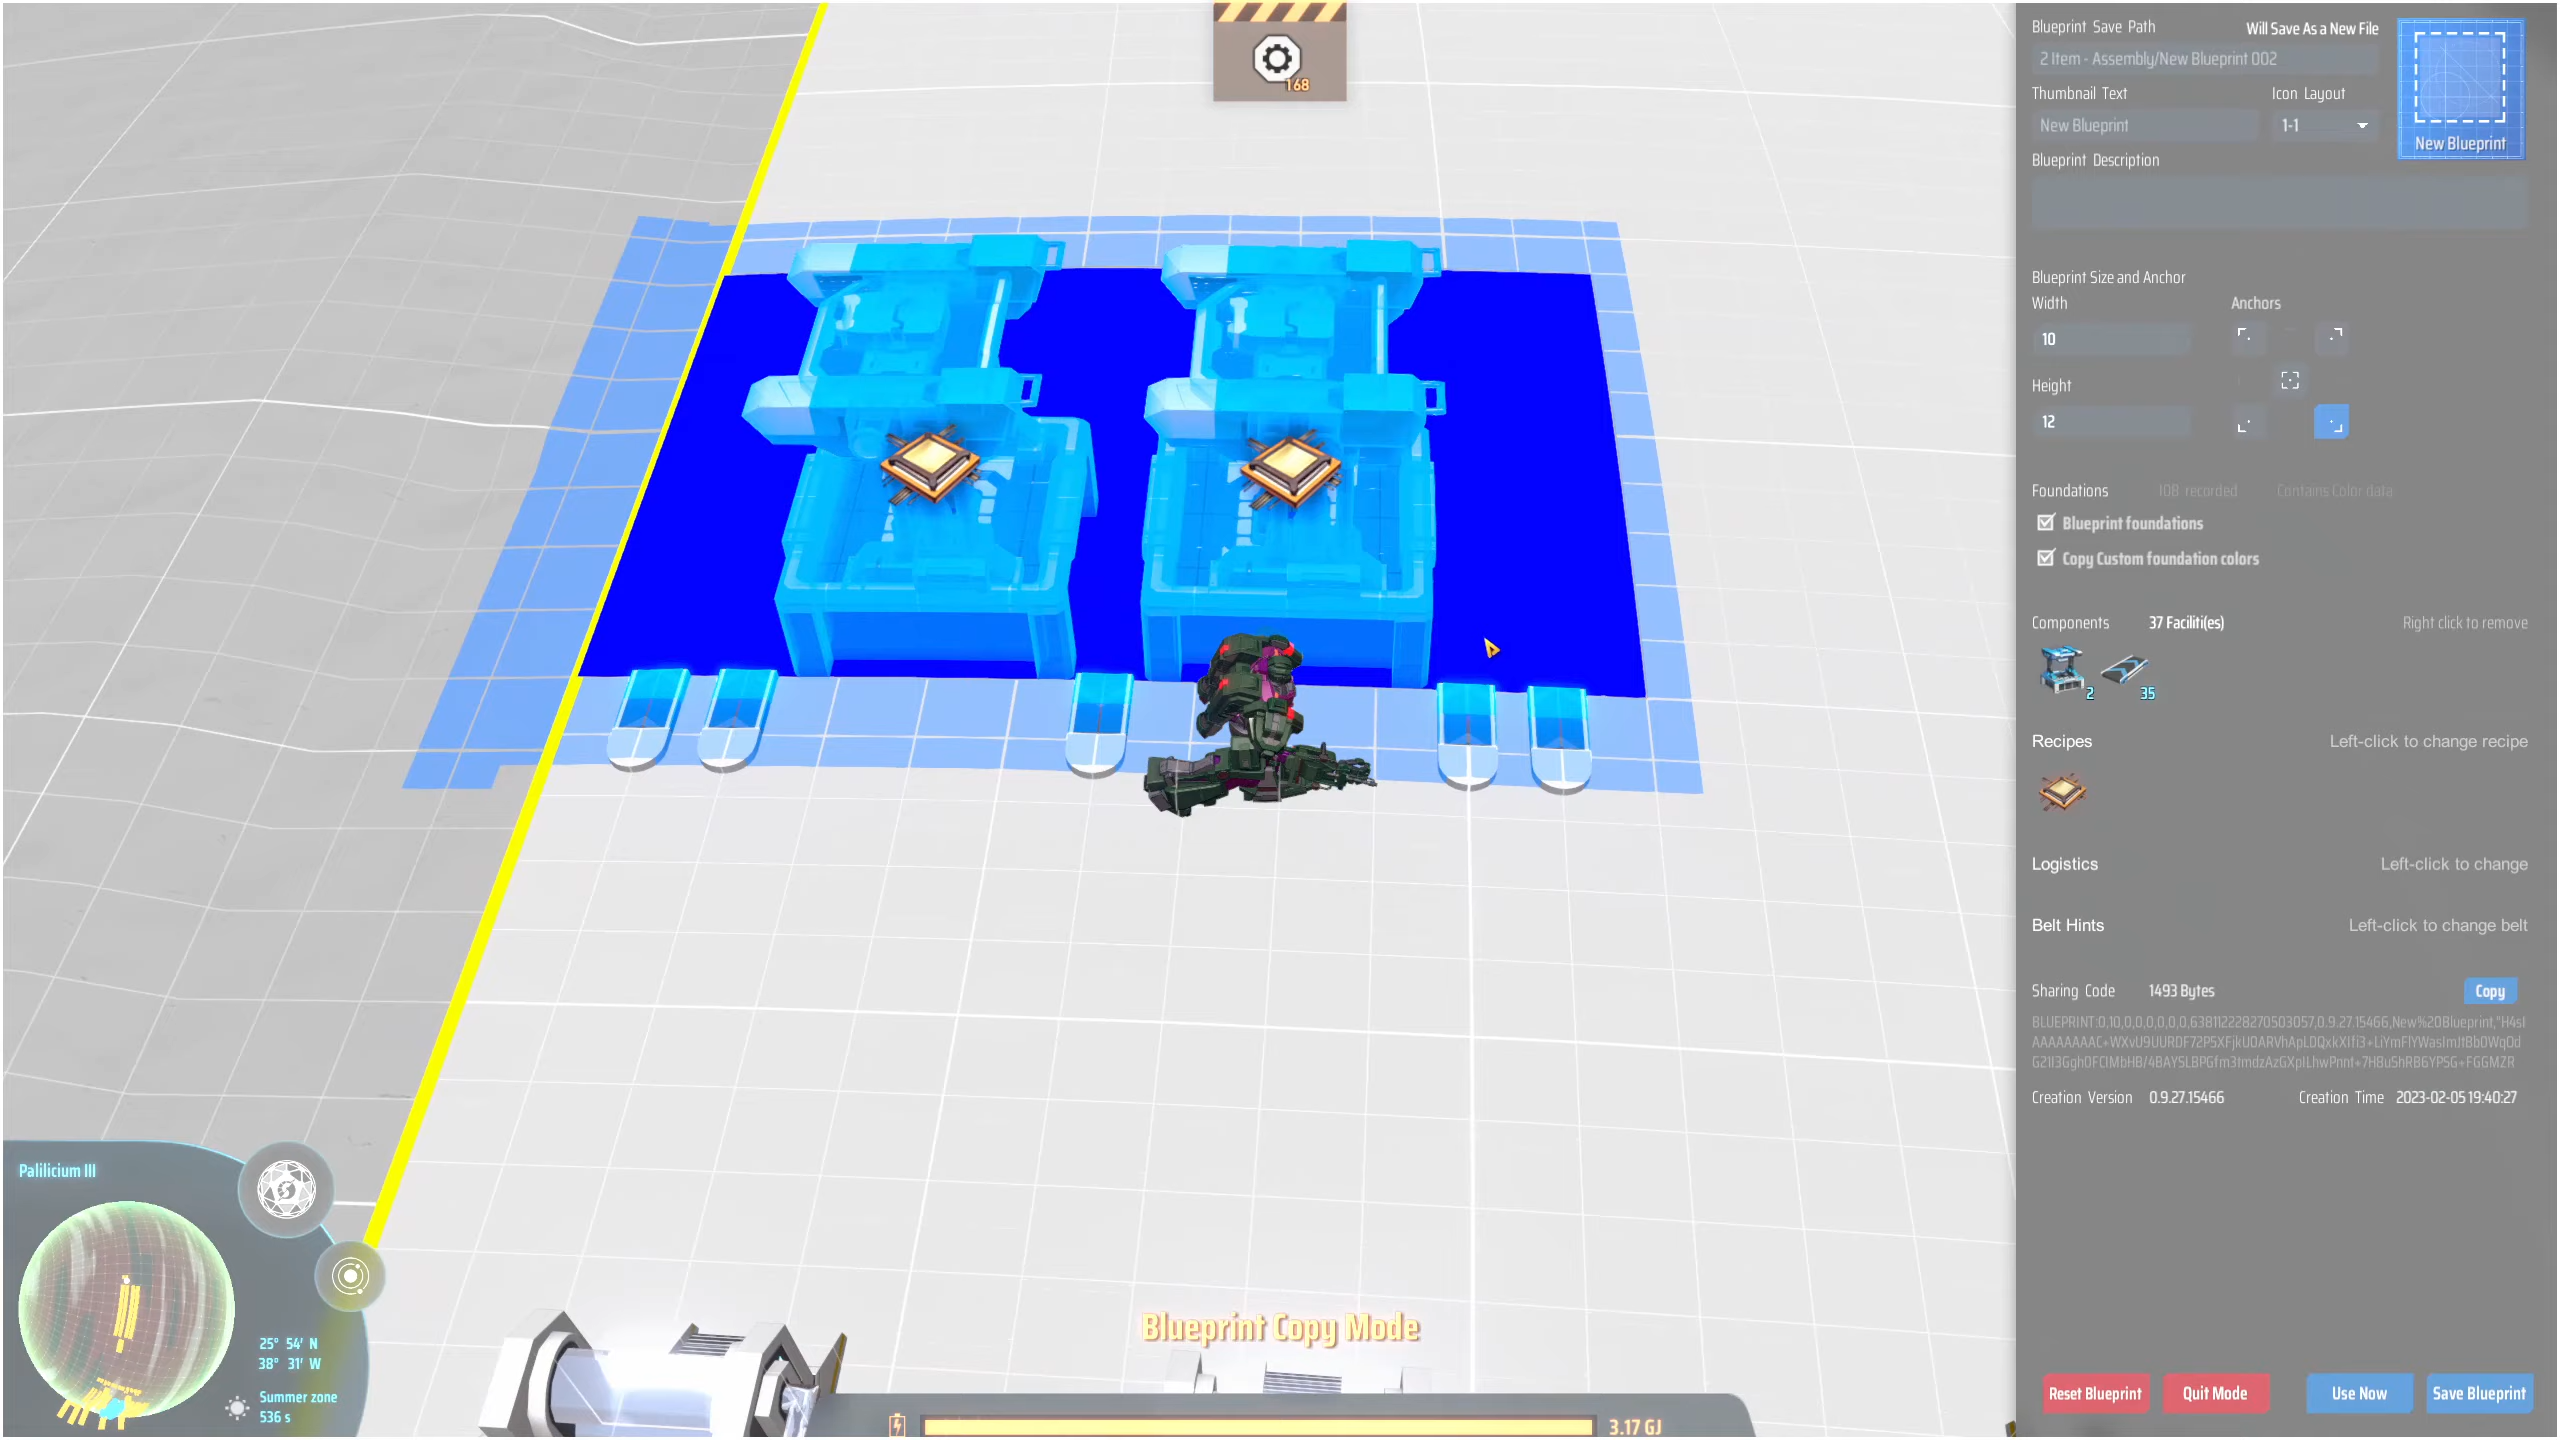 168
Blueprint Save Path
Will Save As a New File
2 Item - Assembly/New Blueprint 002
Thumbnail Text
Icon Layout
New Blueprint
1-1
New Blueprint
Blueprint Description
Blueprint Size and Anchor
Width
Anchors
10
Height
12
Foundations
108 recorded
Contains Color data
Blueprint foundations
Copy Custom foundation colors
Components
37 Faciliti(es)
Right click to remove
2
35
Recipes
Left-click to change recipe
Logistics
Left-click to change
Belt Hints
Left-click to change belt
Sharing Code
1493 Bytes
Copy
Creation Version
0.9.27.15466
Creation Time
2023-02-05 19:40:27
Palilicium III
25° 54' N
38° 31' W
Summer zone
536 s
Blueprint Copy Mode
3.17 GJ
Reset Blueprint
Quit Mode
Use Now
Save Blueprint